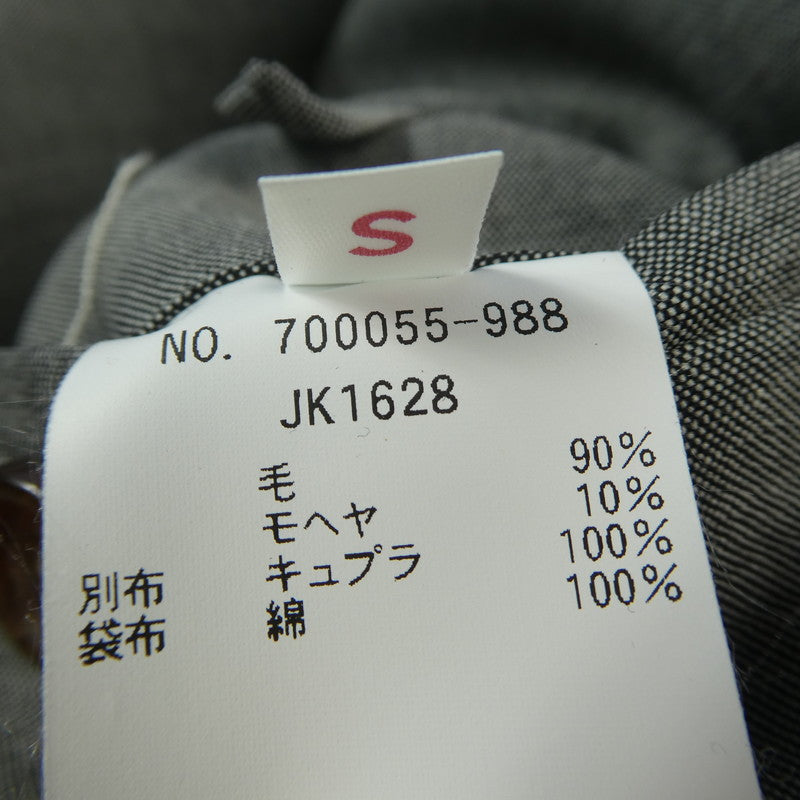 S
NO. 700055-988
JK1628
毛 90%
モヘヤ 10%
別布 キュプラ 100%
袋布 綿 100%